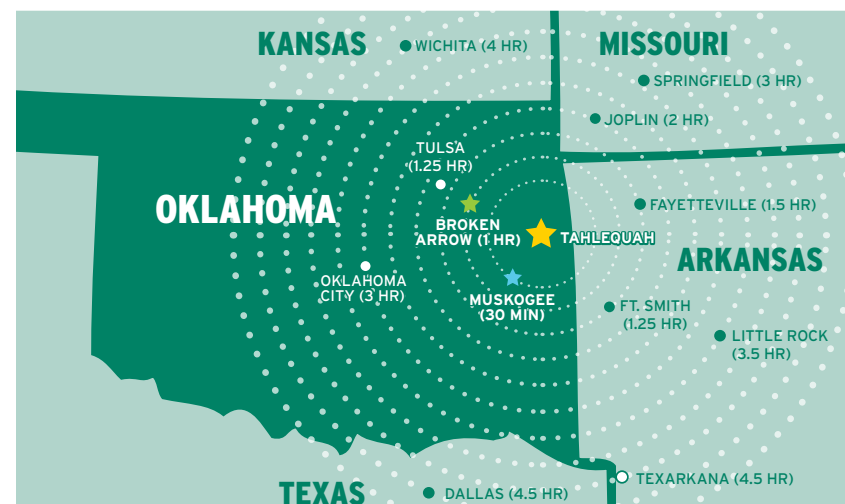 KANSAS
WICHITA (4 HR)
MISSOURI
SPRINGFIELD (3 HR)
JOPLIN (2 HR)
TULSA
(1.25 HR)
OKLAHOMA
BROKEN
ARROW (1 HR)
TAHLEQUAH
FAYETTEVILLE (1.5 HR)
ARKANSAS
OKLAHOMA
CITY (3 HR)
MUSKOGEE
(30 MIN)
FT. SMITH
(1.25 HR)
LITTLE ROCK
(3.5 HR)
TEXARKANA (4.5 HR)
TEXAS
DALLAS (4.5 HR)